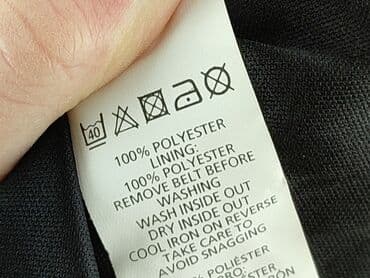 40
100% POLYESTER
LINING:
100% POLYESTER
REMOVE BELT BEFORE
WASHING
WASH INSIDE OUT
DRY INSIDE OUT
COOL IRON ON REVERSE
TAKE CARE TO
AVOID SNAGGING
POLIESTER